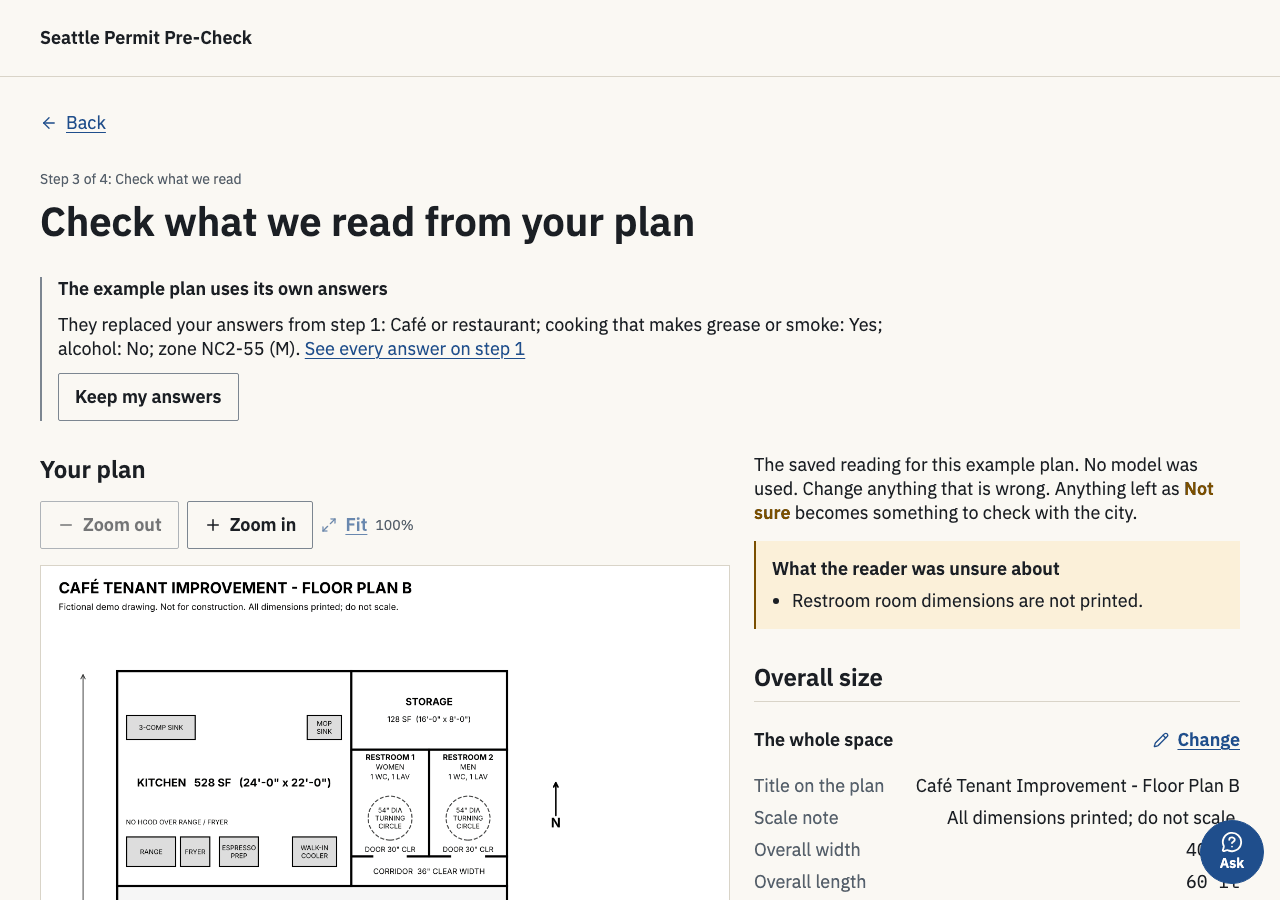 Seattle Permit Pre-Check
Back
Step 3 of 4: Check what we read from your plan
Check what we read from your plan
The example plan uses its own answers
They replaced your answers from step 1: Café or restaurant; cooking that makes grease or smoke: Yes;
alcohol: No; zone NC2-55 (M). See every answer on step 1
Keep my answers
Your plan
Zoom out
Zoom in
Fit
100%
CAFÉ TENANT IMPROVEMENT - FLOOR PLAN B
Fictional demo drawing. Not for construction. All dimensions printed; do not scale.
3-COMP SINK
MOP
SINK
STORAGE
128 SF (16'-0" x 8'-0")
KITCHEN 528 SF (24'-0" x 22'-0")
RESTROOM 1
WOMEN
1 WC, 1 LAV
54" DIA
TURNING
CIRCLE
DOOR 30" CLR
RESTROOM 2
MEN
1 WC, 1 LAV
54" DIA
TURNING
CIRCLE
DOOR 30" CLR
N
NO HOOD OVER RANGE / FRYER
RANGE
FRYER
ESPRESSO
PREP
WALK-IN
COOLER
CORRIDOR 36" CLEAR WIDTH
The saved reading for this example plan. No model was
used. Change anything that is wrong. Anything left as Not
sure becomes something to check with the city.
What the reader was unsure about
Restroom room dimensions are not printed.
Overall size
The whole space
Change
Title on the plan Café Tenant Improvement - Floor Plan B
Scale note All dimensions printed; do not scale.
Overall width
Overall length 60 ft
Ask